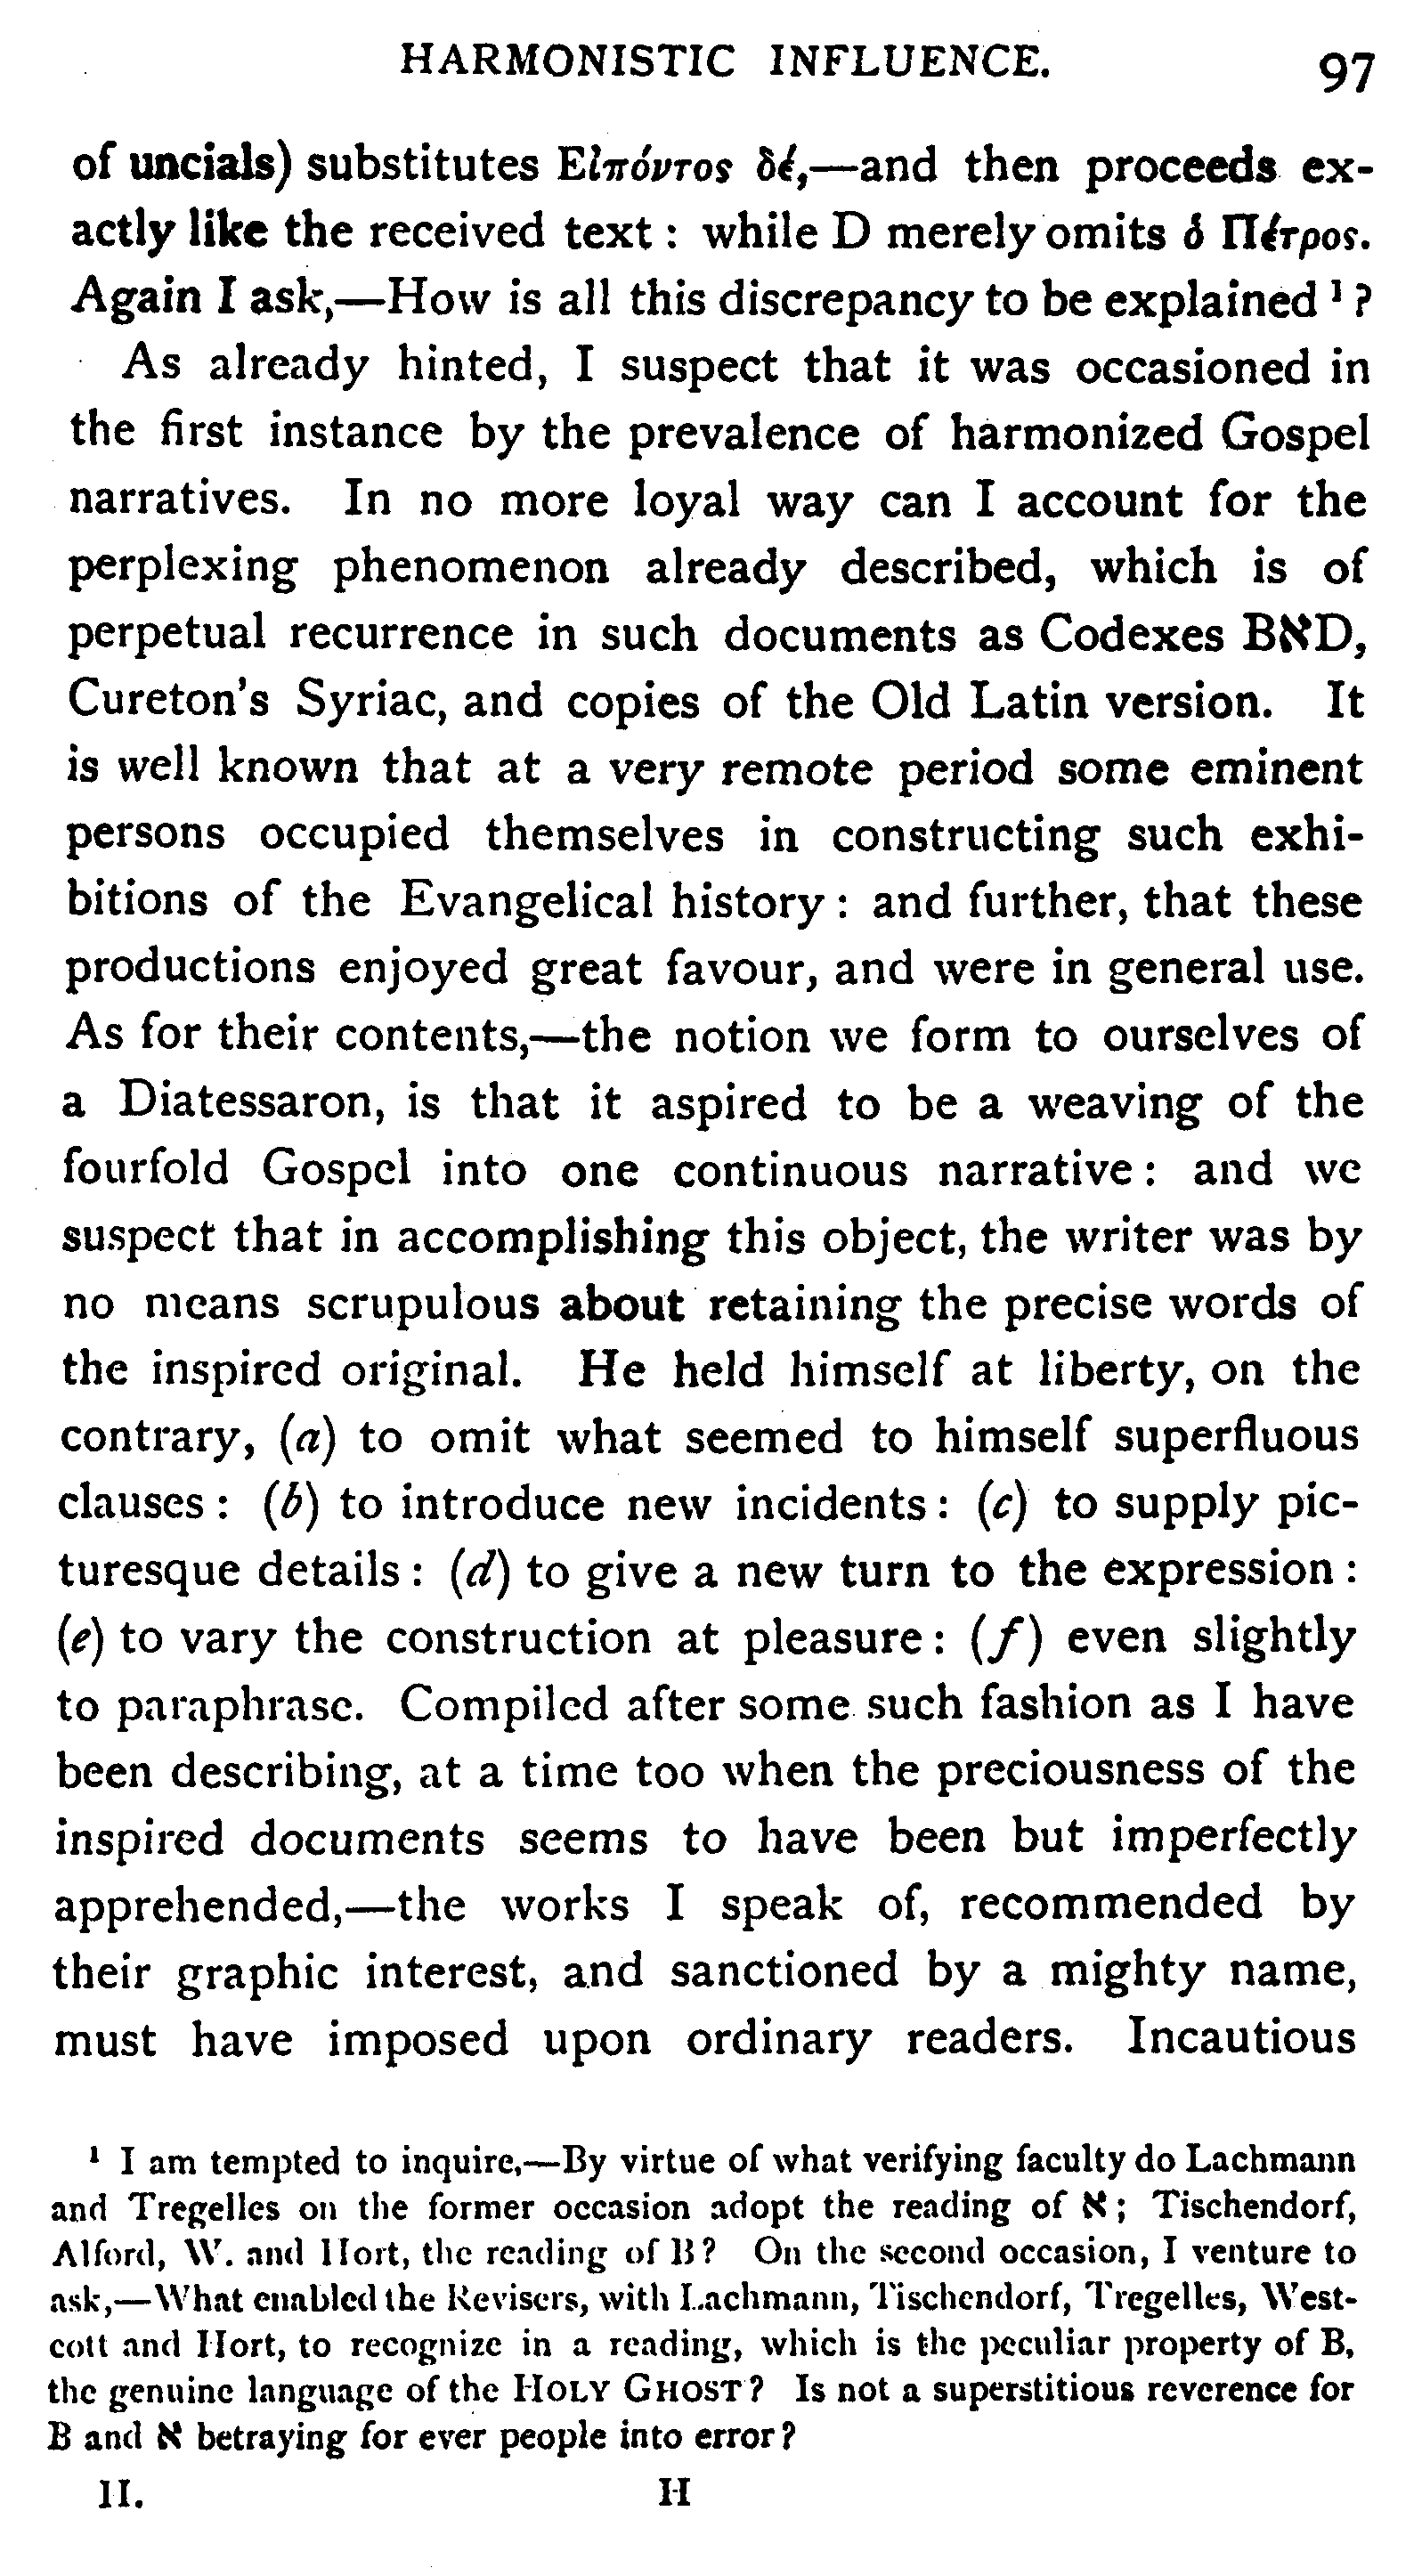 HARMONISTIC INFLUENCE. 97
of uncials) substitutes Εἰπόντος δέ,—and then proceeds ex-
actly like the received text : while D merely omits ὁ Πέτρος.
Again I ask,—How is all this discrepancy to be explained ¹ ?
As already hinted, I suspect that it was occasioned in
the first instance by the prevalence of harmonized Gospel
narratives. In no more loyal way can I account for the
perplexing phenomenon already described, which is of
perpetual recurrence in such documents as Codexes BאD,
Cureton's Syriac, and copies of the Old Latin version. It
is well known that at a very remote period some eminent
persons occupied themselves in constructing such exhi-
bitions of the Evangelical history : and further, that these
productions enjoyed great favour, and were in general use.
As for their contents,—the notion we form to ourselves of
a Diatessaron, is that it aspired to be a weaving of the
fourfold Gospel into one continuous narrative : and we
suspect that in accomplishing this object, the writer was by
no means scrupulous about retaining the precise words of
the inspired original. He held himself at liberty, on the
contrary, (a) to omit what seemed to himself superfluous
clauses : (b) to introduce new incidents : (c) to supply pic-
turesque details : (d) to give a new turn to the expression :
(e) to vary the construction at pleasure : (f) even slightly
to paraphrase. Compiled after some such fashion as I have
been describing, at a time too when the preciousness of the
inspired documents seems to have been but imperfectly
apprehended,—the works I speak of, recommended by
their graphic interest, and sanctioned by a mighty name,
must have imposed upon ordinary readers. Incautious
¹ I am tempted to inquire,—By virtue of what verifying faculty do Lachmann
and Tregelles on the former occasion adopt the reading of א; Tischendorf,
Alford, W. and Hort, the reading of B? On the second occasion, I venture to
ask,—What enabled the Revisers, with Lachmann, Tischendorf, Tregelles, West-
cott and Hort, to recognize in a reading, which is the peculiar property of B,
the genuine language of the HOLY GHOST? Is not a superstitious reverence for
B and א betraying for ever people into error?
II. H